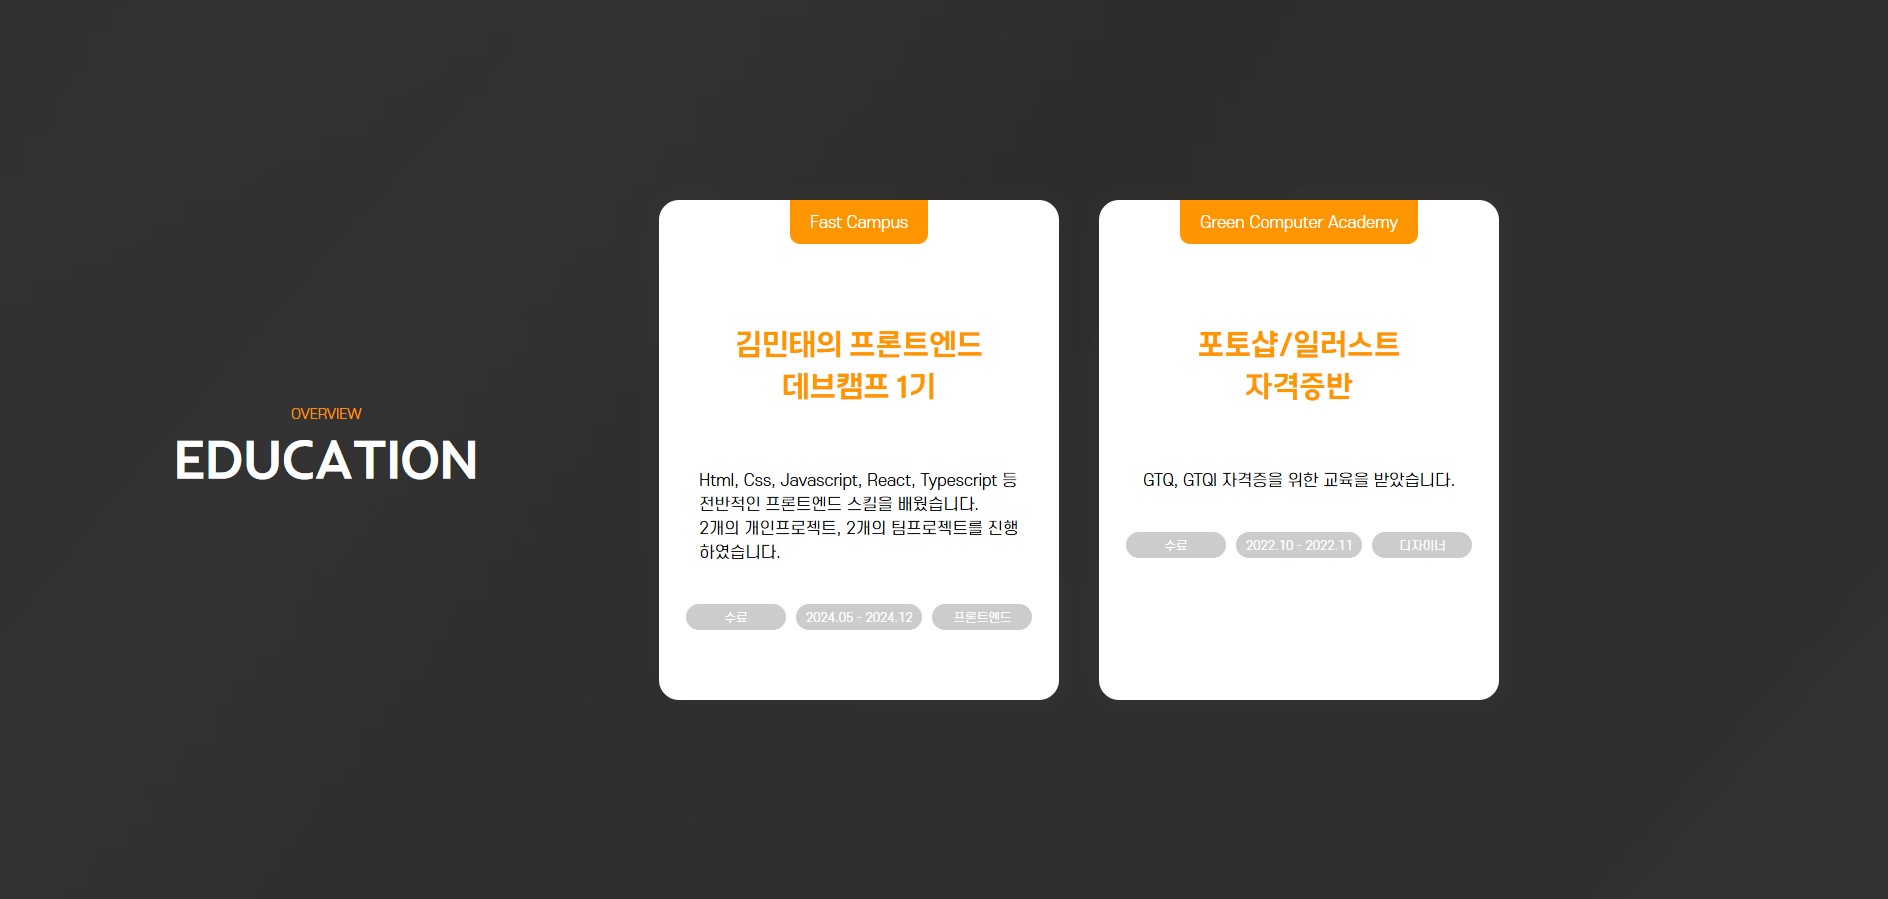 OVERVIEW
EDUCATION
Fast Campus
김민태의 프론트엔드
데브캠프 1기
Html, Css, Javascript, React, Typescript 등
전반적인 프론트엔드 스킬을 배웠습니다.
2개의 개인프로젝트, 2개의 팀프로젝트를 진행
하였습니다.
수료
2024.05 - 2024.12
프론트엔드
Green Computer Academy
포토샵/일러스트
자격증반
GTQ, GTQI 자격증을 위한 교육을 받았습니다.
수료
2022.10 - 2022.11
디자이너